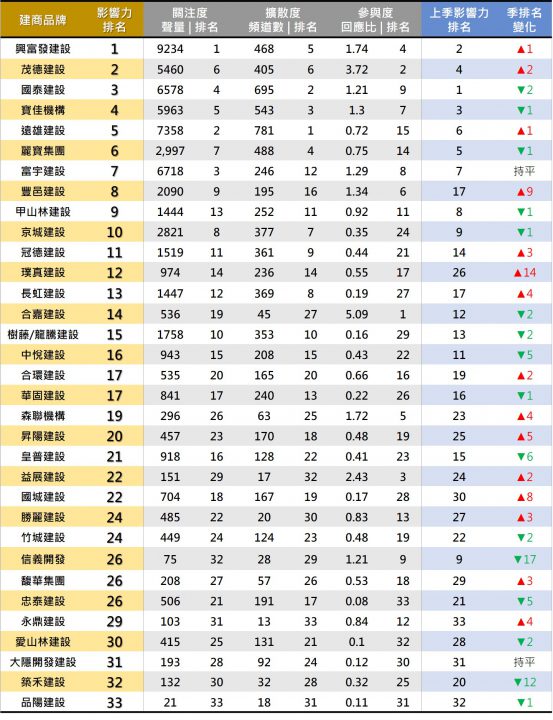 建商品牌 影響力排名 關注度 聲量 | 排名 擴散度 頻道數 | 排名 參與度 回應比 | 排名 上季影響力排名 季排名變化
興富發建設 1 9234 1 468 5 1.74 4 2 ▲1
茂德建設 2 5460 6 405 6 3.72 2 4 ▲2
國泰建設 3 6578 4 695 2 1.21 9 1 ▼2
寶佳機構 4 5963 5 543 3 1.3 7 3 ▼1
遠雄建設 5 7358 2 781 1 0.72 15 6 ▲1
麗寶集團 6 2,997 7 488 4 0.75 14 5 ▼1
富宇建設 7 6718 3 246 12 1.29 8 7 持平
豐邑建設 8 2090 9 195 16 1.34 6 17 ▲9
甲山林建設 9 1444 13 252 11 0.92 11 8 ▼1
京城建設 10 2821 8 377 7 0.35 24 9 ▼1
冠德建設 11 1519 11 361 9 0.44 21 14 ▲3
璞真建設 12 974 14 236 14 0.55 17 26 ▲14
長虹建設 13 1447 12 369 8 0.19 27 17 ▲4
合嘉建設 14 536 19 45 27 5.09 1 12 ▼2
樹藤/龍騰建設 15 1758 10 353 10 0.16 29 13 ▼2
中悅建設 16 943 15 208 15 0.43 22 11 ▼5
合環建設 17 535 20 165 20 0.66 16 19 ▲2
華固建設 17 841 17 240 13 0.22 26 16 ▼1
森聯機構 19 296 26 63 25 1.72 5 23 ▲4
昇陽建設 20 457 23 170 18 0.48 19 25 ▲5
皇普建設 21 918 16 128 22 0.41 23 15 ▼6
益展建設 22 151 29 17 32 2.43 3 24 ▲2
國城建設 22 704 18 167 19 0.17 28 30 ▲8
勝麗建設 24 485 22 20 30 0.83 13 27 ▲3
竹城建設 24 449 24 124 23 0.48 19 22 ▼2
信義開發 26 75 32 28 29 1.21 9 9 ▼17
馥華集團 26 208 27 57 26 0.53 18 29 ▲3
忠泰建設 26 506 21 191 17 0.08 33 21 ▼5
永鼎建設 29 103 31 13 33 0.84 12 33 ▲4
愛山林建設 30 415 25 131 21 0.1 32 28 ▼2
大隱開發建設 31 193 28 92 24 0.12 30 31 持平
築禾建設 32 132 30 32 28 0.32 25 20 ▼12
品陽建設 33 21 33 18 31 0.11 31 32 ▼1